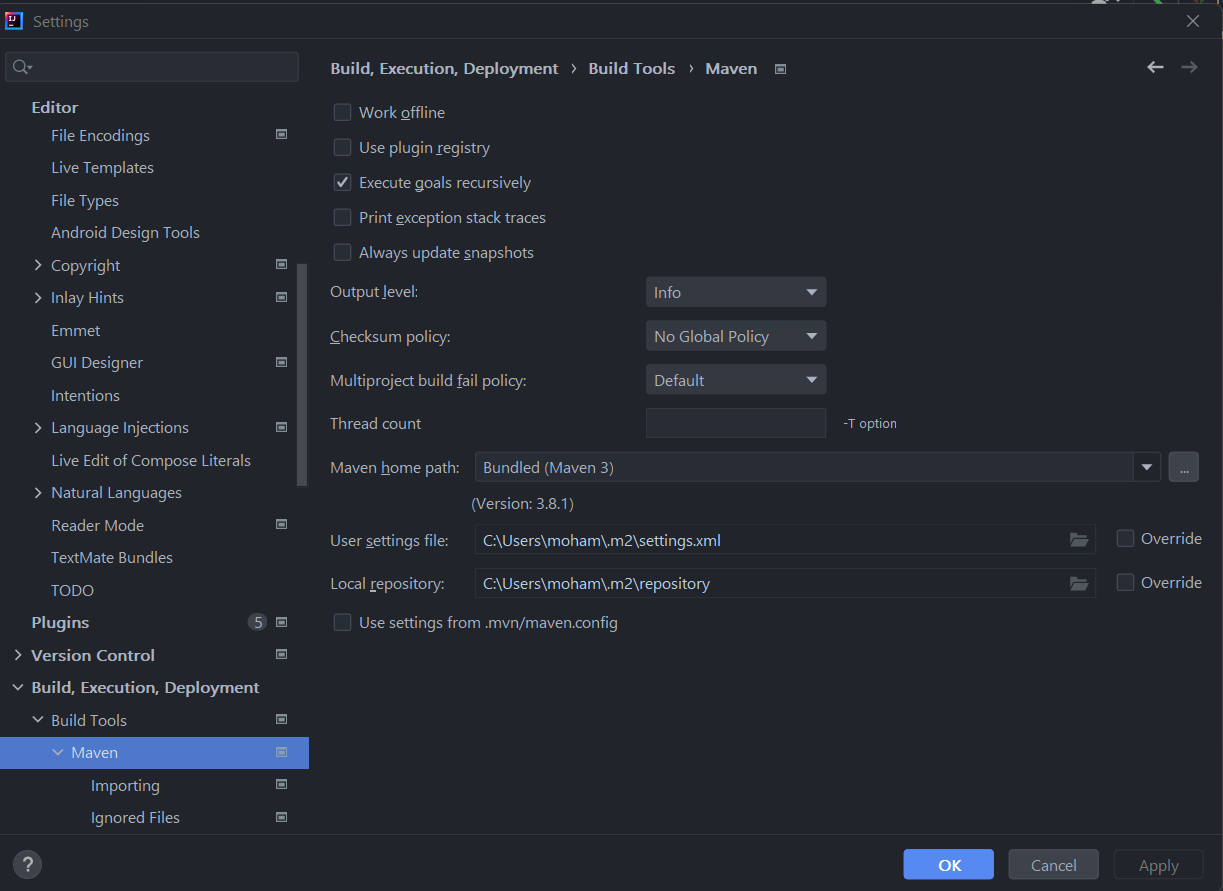 Settings
Editor
File Encodings
Live Templates
File Types
Android Design Tools
Copyright
Inlay Hints
Emmet
GUI Designer
Intentions
Language Injections
Live Edit of Compose Literals
Natural Languages
Reader Mode
TextMate Bundles
TODO
Plugins 5
Version Control
Build, Execution, Deployment
Build Tools
Maven
Importing
Ignored Files
Build, Execution, Deployment › Build Tools › Maven
Work offline
Use plugin registry
Execute goals recursively
Print exception stack traces
Always update snapshots
Output level: Info
Checksum policy: No Global Policy
Multiproject build fail policy: Default
Thread count -T option
Maven home path: Bundled (Maven 3) ...
(Version: 3.8.1)
User settings file: C:\Users\moham\.m2\settings.xml Override
Local repository: C:\Users\moham\.m2\repository Override
Use settings from .mvn/maven.config
? OK Cancel Apply